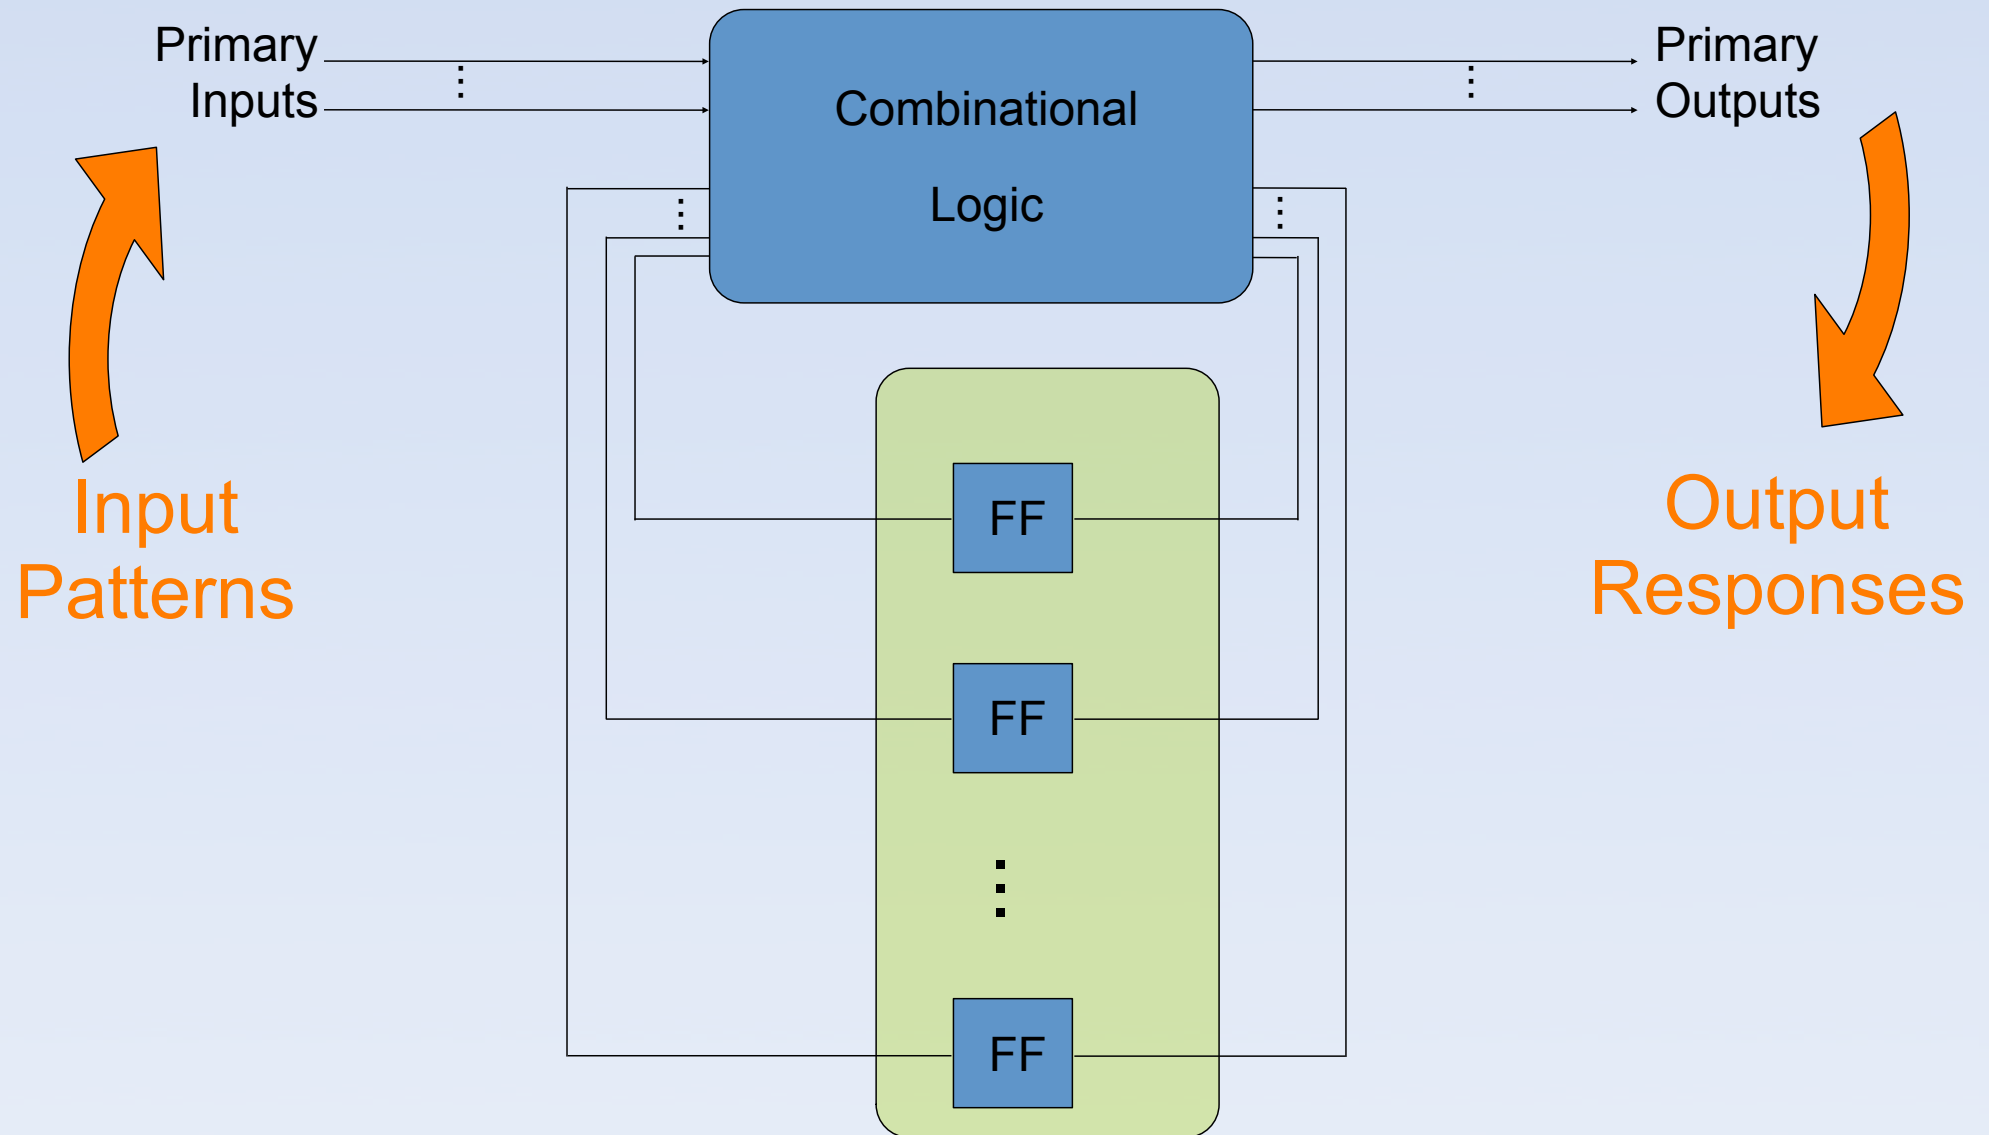 Primary
Inputs
Combinational
Logic
Primary
Outputs
Input
Patterns
Output
Responses
FF
FF
FF